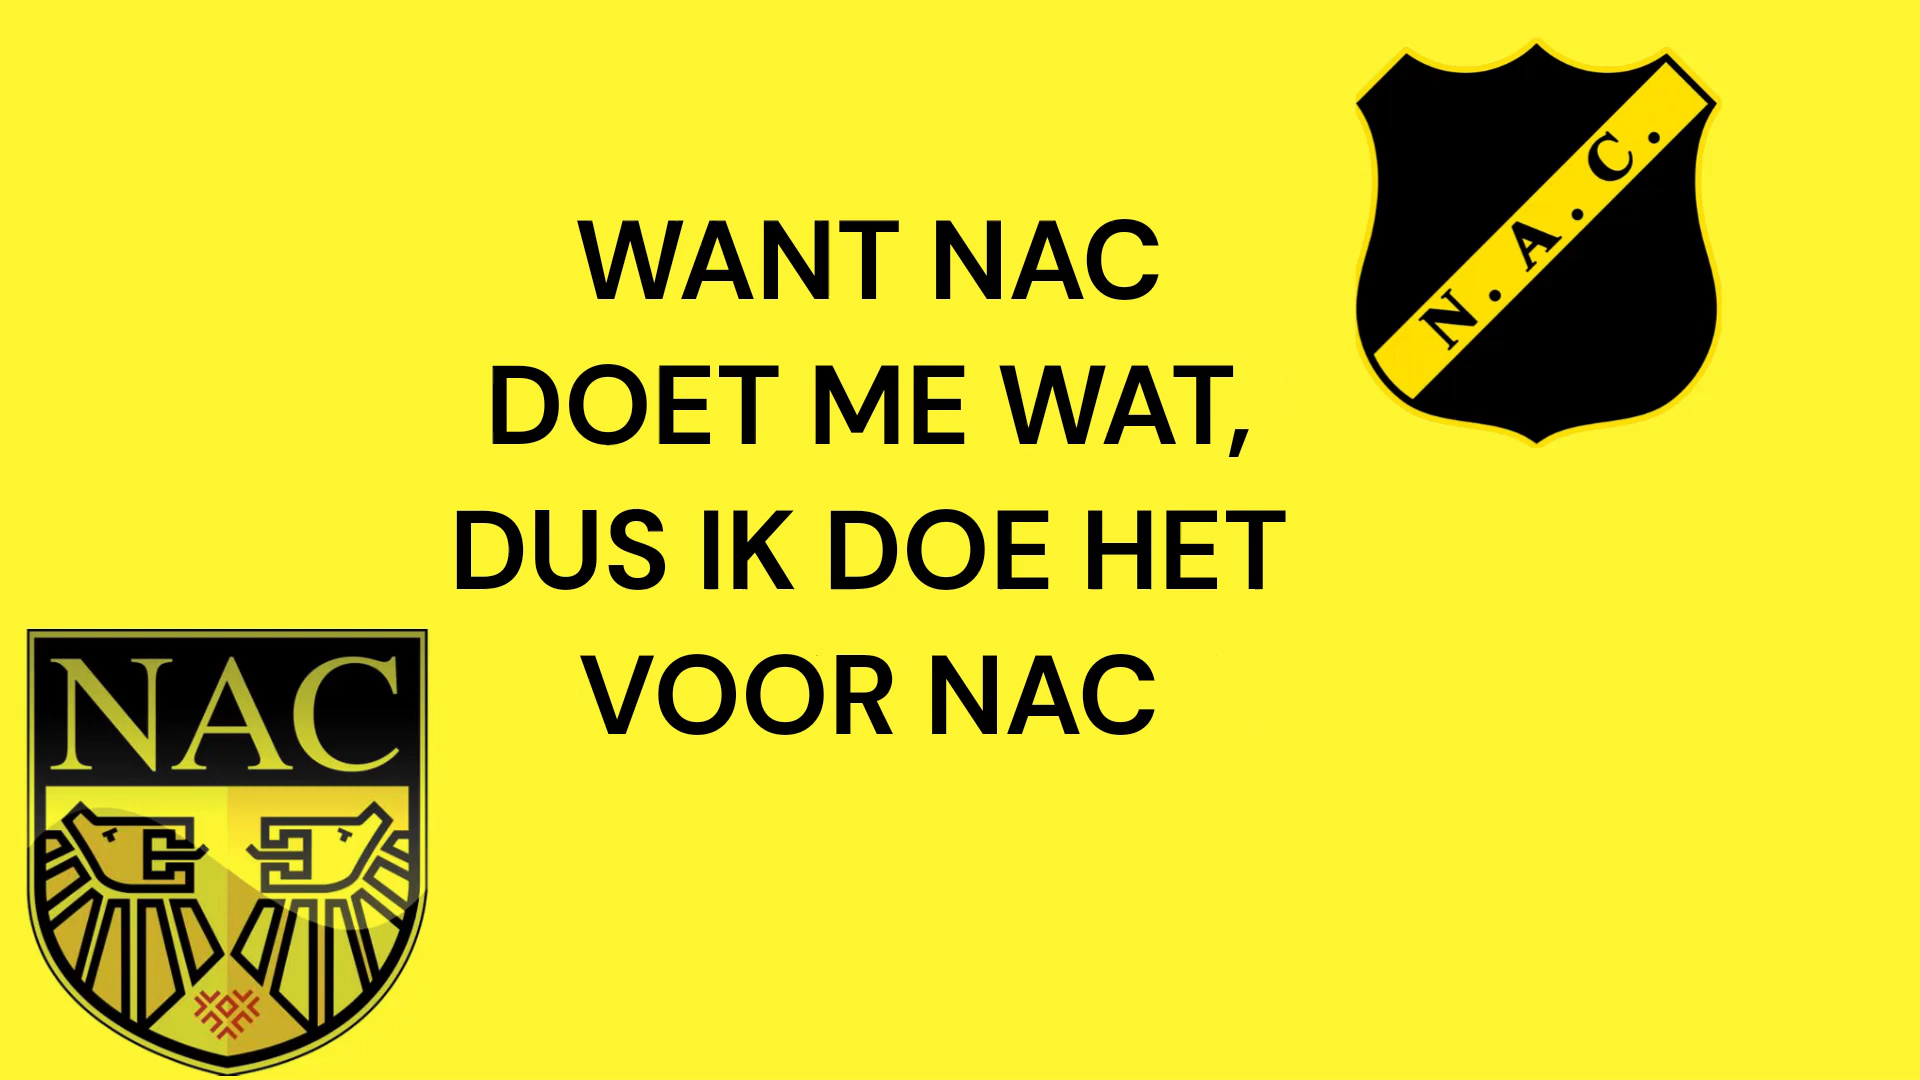 N.A.C.
WANT NAC
DOET ME WAT,
DUS IK DOE HET
VOOR NAC
NAC